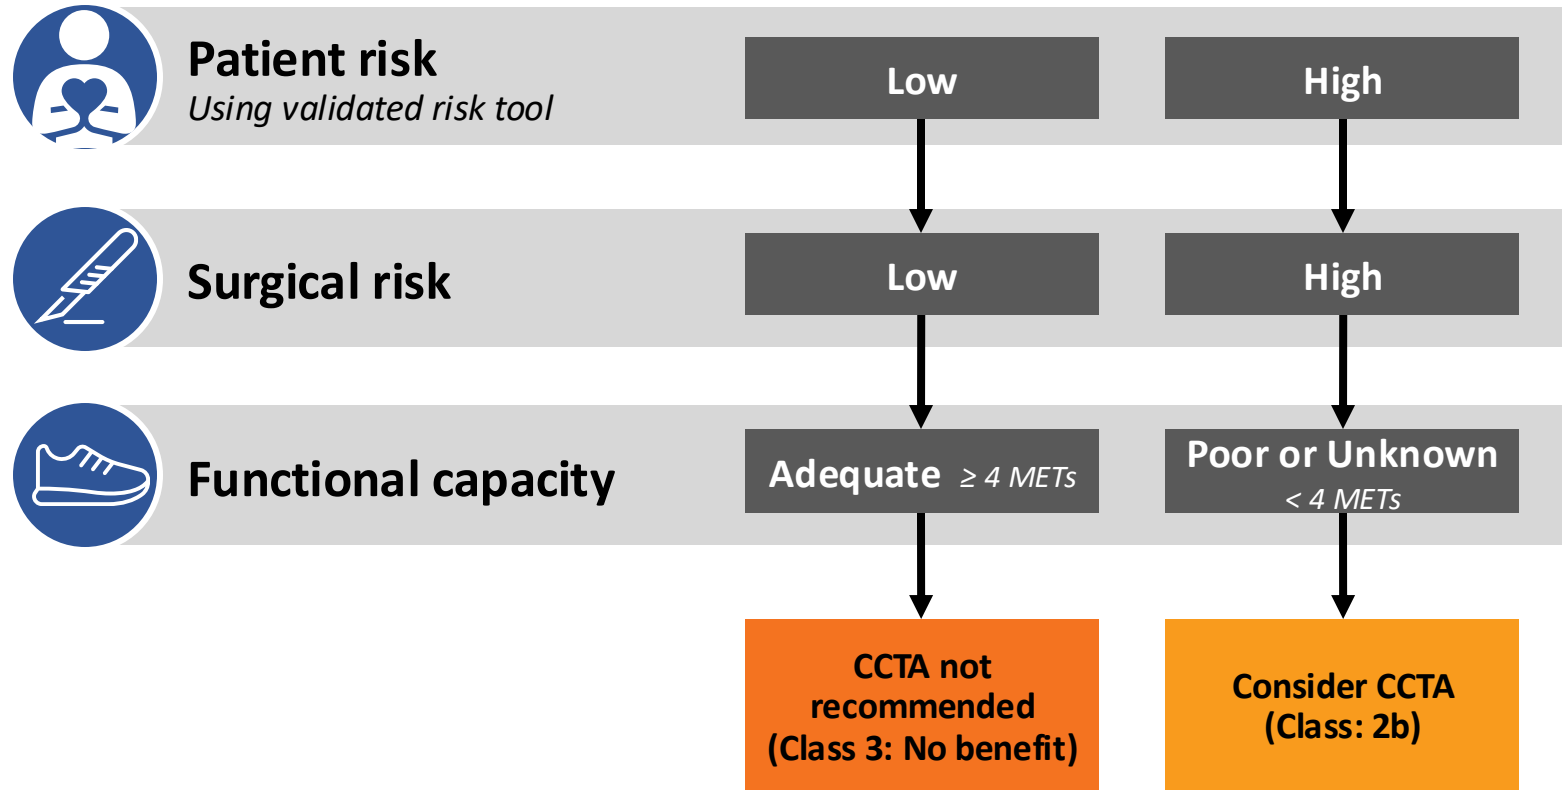 Patient risk
Using validated risk tool
Low
High
Surgical risk
Low
High
Functional capacity
Adequate ≥ 4 METs
Poor or Unknown
< 4 METs
CCTA not
recommended
(Class 3: No benefit)
Consider CCTA
(Class: 2b)